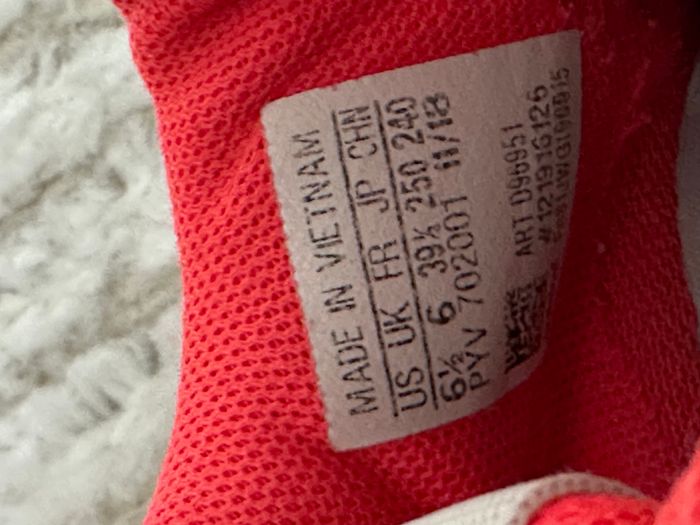 MADE IN VIETNAM
US UK FR JP CHN
6½ 6 39⅓ 250 240
PYV 702001 11/18
ART D96951
#121916126